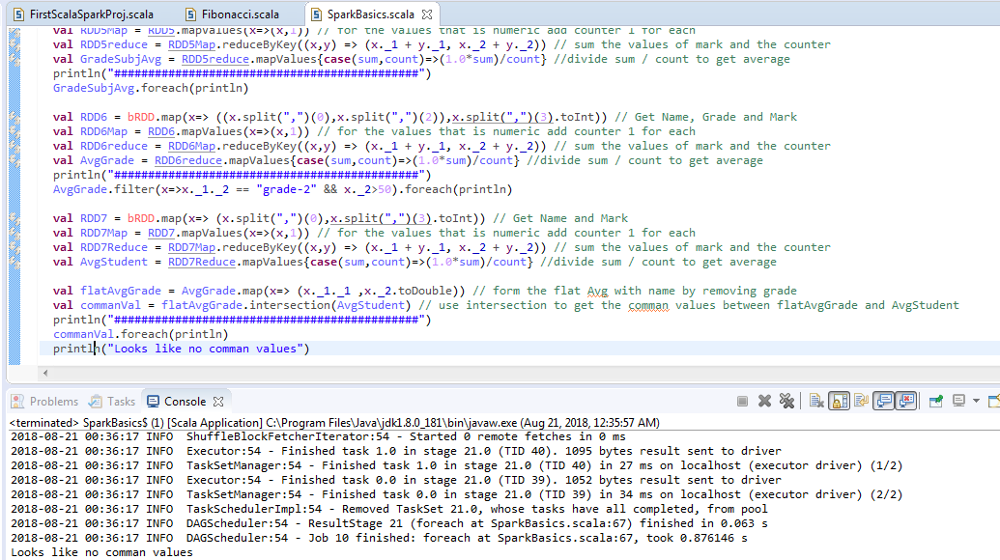 FirstScalaSparkProj.scala Fibonacci.scala SparkBasics.scala
val RDD5Map = RDD5.mapValues(x=>(x,1)) // for the values that is numeric add counter 1 for each
val RDD5reduce = RDD5Map.reduceByKey((x,y) => (x._1 + y._1, x._2 + y._2)) // sum the values of mark and the counter
val GradeSubjAvg = RDD5reduce.mapValues{case(sum,count)=>(1.0*sum)/count} //divide sum / count to get average
println("############################################")
GradeSubjAvg.foreach(println)
val RDD6 = bRDD.map(x=> ((x.split(",")(0),x.split(",")(2)),x.split(",")(3).toInt)) // Get Name, Grade and Mark
val RDD6Map = RDD6.mapValues(x=>(x,1)) // for the values that is numeric add counter 1 for each
val RDD6reduce = RDD6Map.reduceByKey((x,y) => (x._1 + y._1, x._2 + y._2)) // sum the values of mark and the counter
val AvgGrade = RDD6reduce.mapValues{case(sum,count)=>(1.0*sum)/count} //divide sum / count to get average
println("############################################")
AvgGrade.filter(x=>x._1._2 == "grade-2" && x._2>50).foreach(println)
val RDD7 = bRDD.map(x=> (x.split(",")(0),x.split(",")(3).toInt)) // Get Name and Mark
val RDD7Map = RDD7.mapValues(x=>(x,1)) // for the values that is numeric add counter 1 for each
val RDD7Reduce = RDD7Map.reduceByKey((x,y) => (x._1 + y._1, x._2 + y._2)) // sum the values of mark and the counter
val AvgStudent = RDD7Reduce.mapValues{case(sum,count)=>(1.0*sum)/count} //divide sum / count to get average
val flatAvgGrade = AvgGrade.map(x=> (x._1._1 ,x._2.toDouble)) // form the flat Avg with name by removing grade
val commanVal = flatAvgGrade.intersection(AvgStudent) // use intersection to get the comman values between flatAvgGrade and AvgStudent
println("############################################")
commanVal.foreach(println)
println("Looks like no comman values")
Problems Tasks Console
<terminated> SparkBasics$ (1) [Scala Application] C:\Program Files\Java\jdk1.8.0_181\bin\javaw.exe (Aug 21, 2018, 12:35:57 AM)
2018-08-21 00:36:17 INFO ShuffleBlockFetcherIterator:54 - Started 0 remote fetches in 0 ms
2018-08-21 00:36:17 INFO Executor:54 - Finished task 1.0 in stage 21.0 (TID 40). 1095 bytes result sent to driver
2018-08-21 00:36:17 INFO TaskSetManager:54 - Finished task 1.0 in stage 21.0 (TID 40) in 27 ms on localhost (executor driver) (1/2)
2018-08-21 00:36:17 INFO Executor:54 - Finished task 0.0 in stage 21.0 (TID 39). 1052 bytes result sent to driver
2018-08-21 00:36:17 INFO TaskSetManager:54 - Finished task 0.0 in stage 21.0 (TID 39) in 34 ms on localhost (executor driver) (2/2)
2018-08-21 00:36:17 INFO TaskSchedulerImpl:54 - Removed TaskSet 21.0, whose tasks have all completed, from pool
2018-08-21 00:36:17 INFO DAGScheduler:54 - ResultStage 21 (foreach at SparkBasics.scala:67) finished in 0.063 s
2018-08-21 00:36:17 INFO DAGScheduler:54 - Job 10 finished: foreach at SparkBasics.scala:67, took 0.876146 s
Looks like no comman values